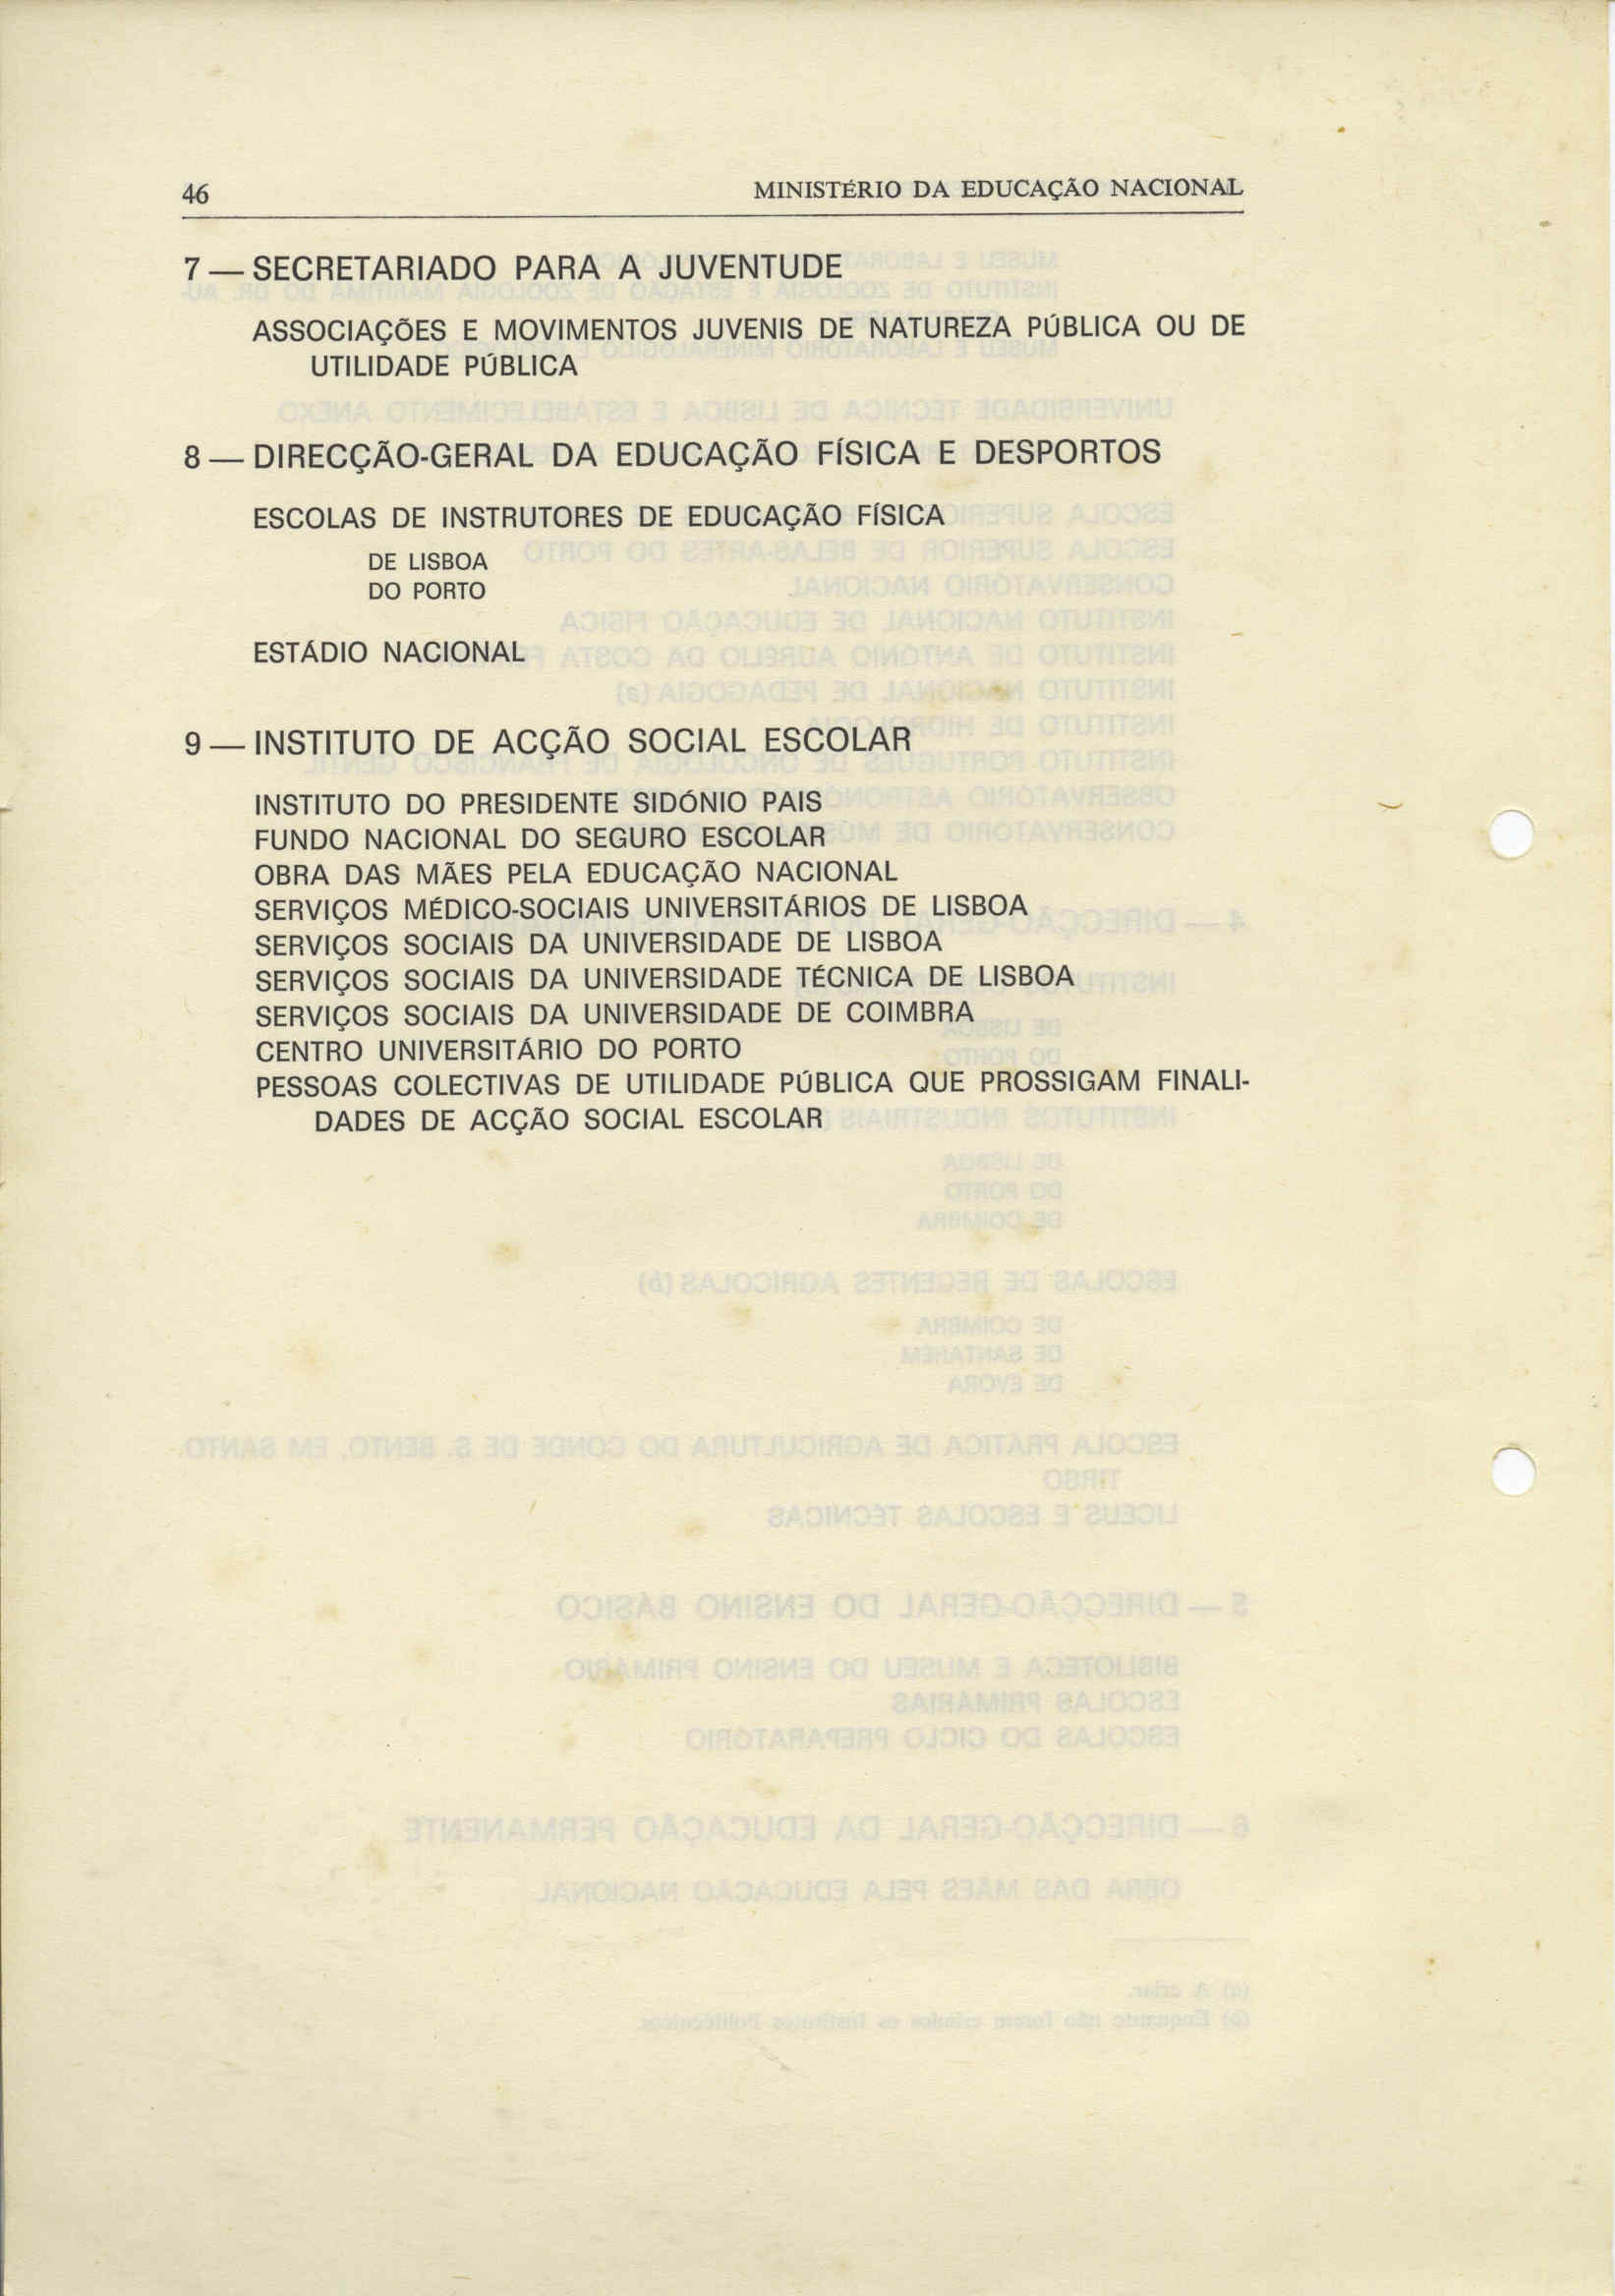 46
MINISTÉRIO DA EDUCAÇÃO NACIONAL
7 — SECRETARIADO PARA A JUVENTUDE
ASSOCIAÇÕES E MOVIMENTOS JUVENIS DE NATUREZA PÚBLICA OU DE
UTILIDADE PÚBLICA
8 — DIRECÇÃO-GERAL DA EDUCAÇÃO FÍSICA E DESPORTOS
ESCOLAS DE INSTRUTORES DE EDUCAÇÃO FÍSICA
DE LISBOA
DO PORTO
ESTÁDIO NACIONAL
9 — INSTITUTO DE ACÇÃO SOCIAL ESCOLAR
INSTITUTO DO PRESIDENTE SIDÓNIO PAIS
FUNDO NACIONAL DO SEGURO ESCOLAR
OBRA DAS MÃES PELA EDUCAÇÃO NACIONAL
SERVIÇOS MÉDICO-SOCIAIS UNIVERSITÁRIOS DE LISBOA
SERVIÇOS SOCIAIS DA UNIVERSIDADE DE LISBOA
SERVIÇOS SOCIAIS DA UNIVERSIDADE TÉCNICA DE LISBOA
SERVIÇOS SOCIAIS DA UNIVERSIDADE DE COIMBRA
CENTRO UNIVERSITÁRIO DO PORTO
PESSOAS COLECTIVAS DE UTILIDADE PÚBLICA QUE PROSSIGAM FINALI-
DADES DE ACÇÃO SOCIAL ESCOLAR